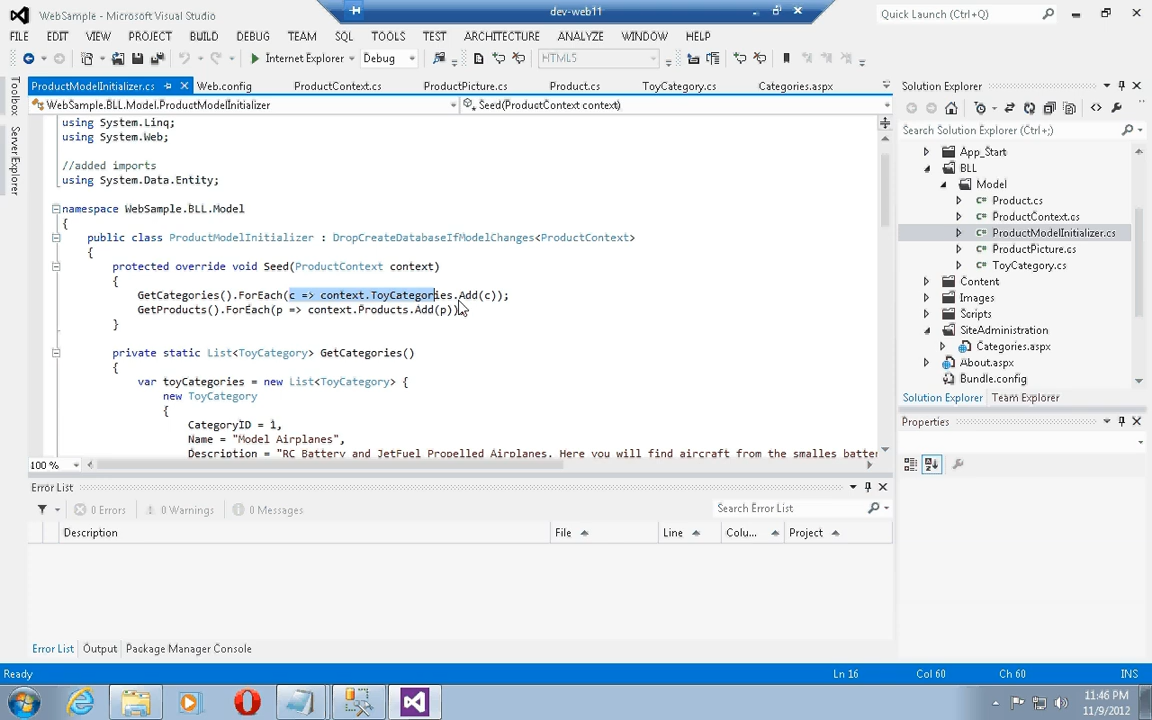 WebSample - Microsoft Visual Studio
dev-web11
Quick Launch (Ctrl+Q)
FILE EDIT VIEW PROJECT BUILD DEBUG TEAM SQL TOOLS TEST ARCHITECTURE ANALYZE WINDOW HELP
Internet Explorer Debug HTML5
ProductModelInitializer.cs Web.config ProductContext.cs ProductPicture.cs Product.cs ToyCategory.cs Categories.aspx
WebSample.BLL.Model.ProductModelInitializer Seed(ProductContext context)
Toolbox
Server Explorer
using System.Linq;
using System.Web;
//added imports
using System.Data.Entity;
namespace WebSample.BLL.Model
{
public class ProductModelInitializer : DropCreateDatabaseIfModelChanges<ProductContext>
{
protected override void Seed(ProductContext context)
{
GetCategories().ForEach(c => context.ToyCategories.Add(c));
GetProducts().ForEach(p => context.Products.Add(p));
}
private static List<ToyCategory> GetCategories()
{
var toyCategories = new List<ToyCategory> {
new ToyCategory
{
CategoryID = 1,
Name = "Model Airplanes",
Description = "RC Battery and JetFuel Propelled Airplanes. Here you will find aircraft from the smalles batter
100 %
Solution Explorer
Search Solution Explorer (Ctrl+;)
App_Start
BLL
Model
C# Product.cs
C# ProductContext.cs
C# ProductModelInitializer.cs
C# ProductPicture.cs
C# ToyCategory.cs
Content
Images
Scripts
SiteAdministration
Categories.aspx
About.aspx
Bundle.config
Solution Explorer Team Explorer
Properties
Error List
0 Errors 0 Warnings 0 Messages
Search Error List
Description File Line Colu... Project
Error List Output Package Manager Console
Ready Ln 16 Col 60 Ch 60 INS
11:46 PM
11/9/2012